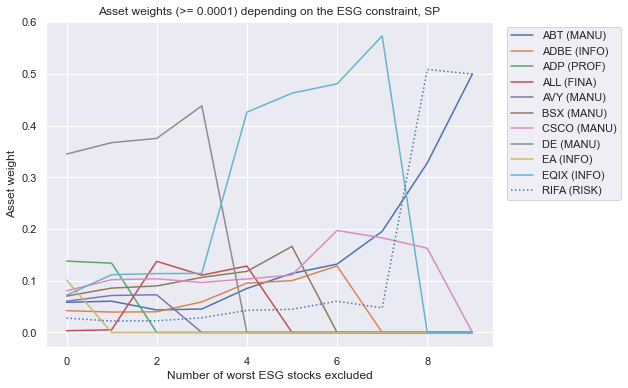 Asset weights (>= 0.0001) depending on the ESG constraint, SP
0.6
0.5
0.4
0.3
0.2
0.1
0.0
Asset weight
0 2 4 6 8
Number of worst ESG stocks excluded
ABT (MANU)
ADBE (INFO)
ADP (PROF)
ALL (FINA)
AVY (MANU)
BSX (MANU)
CSCO (MANU)
DE (MANU)
EA (INFO)
EQIX (FINA)
RIFA (RISK)